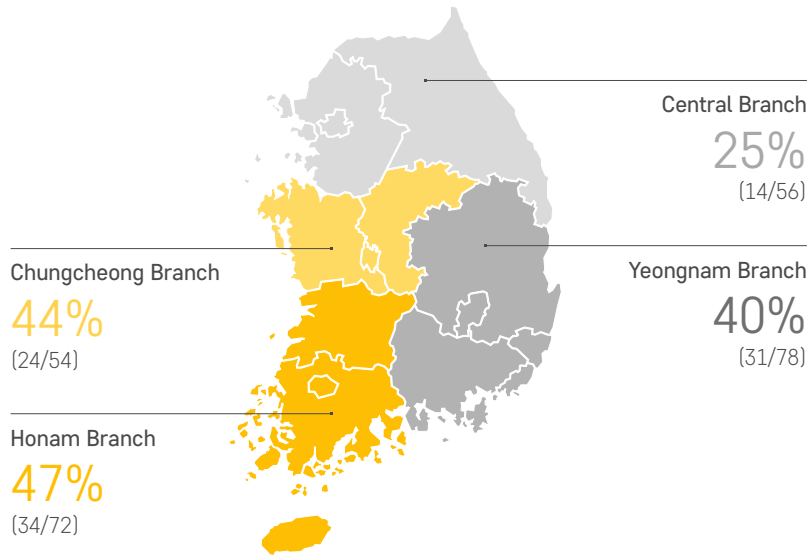 Central Branch
25%
(14/56)
Chungcheong Branch
44%
(24/54)
Yeongnam Branch
40%
(31/78)
Honam Branch
47%
(34/72)